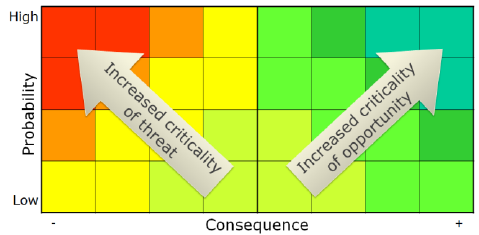 High
Probability
Low
Increased criticality
of threat
Increased criticality
of opportunity
-
Consequence
+